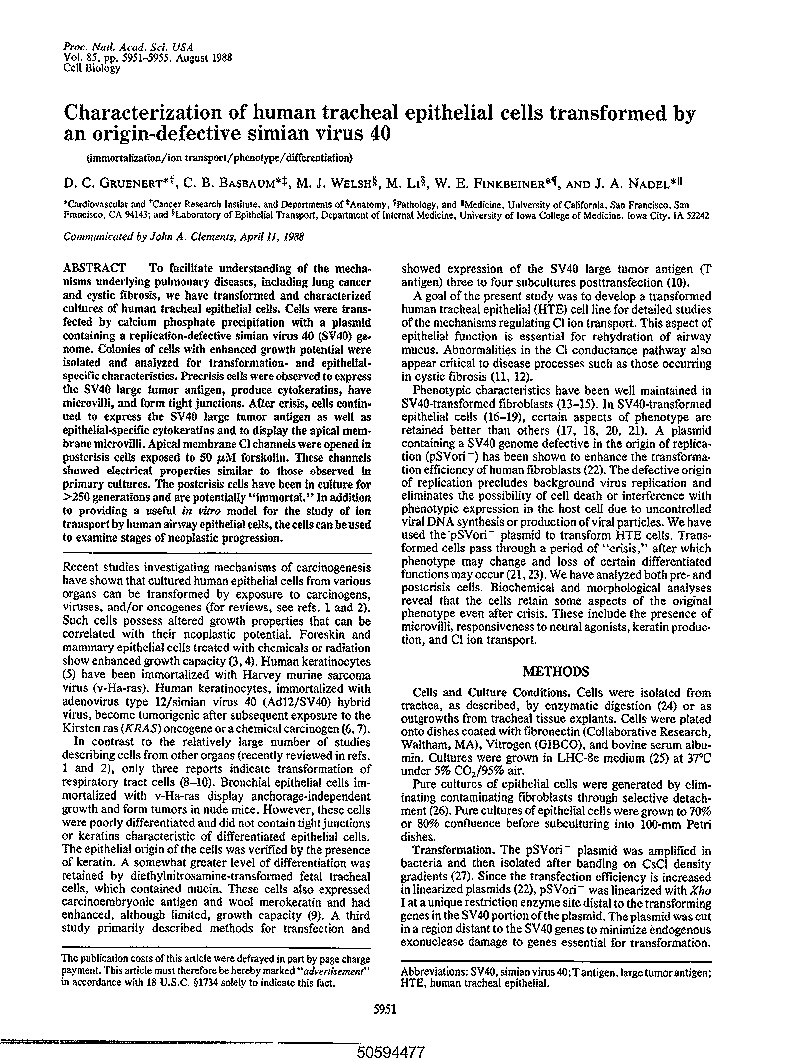 Proc. Natl. Acad. Sci. USA
Vol. 85, pp. 5951–5955, August 1988
Cell Biology
Characterization of human tracheal epithelial cells transformed by
an origin-defective simian virus 40
(immortalization/ion transport/phenotype/differentiation)
D. C. GRUENERT*†, C. B. BASBAUM*‡, M. J. WELSH§, M. LI§, W. E. FINKBEINER*¶, AND J. A. NADEL*‖
*Cardiovascular and †Cancer Research Institute, and Departments of ‡Anatomy, ¶Pathology, and ‖Medicine, University of California, San Francisco, San
Francisco, CA 94143; and §Laboratory of Epithelial Transport, Department of Internal Medicine, University of Iowa College of Medicine, Iowa City, IA 52242
Communicated by John A. Clements, April 11, 1988
ABSTRACT To facilitate understanding of the mecha-
nisms underlying pulmonary diseases, including lung cancer
and cystic fibrosis, we have transformed and characterized
cultures of human tracheal epithelial cells. Cells were trans-
fected by calcium phosphate precipitation with a plasmid
containing a replication-defective simian virus 40 (SV40) ge-
nome. Colonies of cells with enhanced growth potential were
isolated and analyzed for transformation- and epithelial-
specific characteristics. Precrisis cells were observed to express
the SV40 large tumor antigen, produce cytokeratins, have
microvilli, and form tight junctions. After crisis, cells contin-
ued to express the SV40 large tumor antigen as well as
epithelial-specific cytokeratins and to display the apical mem-
brane microvilli. Apical membrane Cl channels were opened in
postcrisis cells exposed to 50 μM forskolin. These channels
showed electrical properties similar to those observed in
primary cultures. The postcrisis cells have been in culture for
>250 generations and are potentially "immortal." In addition
to providing a useful in vitro model for the study of ion
transport by human airway epithelial cells, the cells can be used
to examine stages of neoplastic progression.
Recent studies investigating mechanisms of carcinogenesis
have shown that cultured human epithelial cells from various
organs can be transformed by exposure to carcinogens,
viruses, and/or oncogenes (for reviews, see refs. 1 and 2).
Such cells possess altered growth properties that can be
correlated with their neoplastic potential. Foreskin and
mammary epithelial cells treated with chemicals or radiation
show enhanced growth capacity (3, 4). Human keratinocytes
(5) have been immortalized with Harvey murine sarcoma
virus (v-Ha-ras). Human keratinocytes, immortalized with
adenovirus type 12/simian virus 40 (Ad12/SV40) hybrid
virus, become tumorigenic after subsequent exposure to the
Kirsten ras (KRAS) oncogene or a chemical carcinogen (6, 7).
In contrast to the relatively large number of studies
describing cells from other organs (recently reviewed in refs.
1 and 2), only three reports indicate transformation of
respiratory tract cells (8–10). Bronchial epithelial cells im-
mortalized with v-Ha-ras display anchorage-independent
growth and form tumors in nude mice. However, these cells
were poorly differentiated and did not contain tight junctions
or keratins characteristic of differentiated epithelial cells.
The epithelial origin of the cells was verified by the presence
of keratin. A somewhat greater level of differentiation was
retained by diethylnitrosamine-transformed fetal tracheal
cells, which contained mucin. These cells also expressed
carcinoembryonic antigen and wool merokeratin and had
enhanced, although limited, growth capacity (9). A third
study primarily described methods for transfection and
The publication costs of this article were defrayed in part by page charge
payment. This article must therefore be hereby marked "advertisement"
in accordance with 18 U.S.C. §1734 solely to indicate this fact.
showed expression of the SV40 large tumor antigen (T
antigen) three to four subcultures posttransfection (10).
A goal of the present study was to develop a transformed
human tracheal epithelial (HTE) cell line for detailed studies
of the mechanisms regulating Cl ion transport. This aspect of
epithelial function is essential for rehydration of airway
mucus. Abnormalities in the Cl conductance pathway also
appear critical to disease processes such as those occurring
in cystic fibrosis (11, 12).
Phenotypic characteristics have been well maintained in
SV40-transformed fibroblasts (13–15). In SV40-transformed
epithelial cells (16–19), certain aspects of phenotype are
retained better than others (17, 18, 20, 21). A plasmid
containing a SV40 genome defective in the origin of replica-
tion (pSVori⁻) has been shown to enhance the transforma-
tion efficiency of human fibroblasts (22). The defective origin
of replication precludes background virus replication and
eliminates the possibility of cell death or interference with
phenotypic expression in the host cell due to uncontrolled
viral DNA synthesis or production of viral particles. We have
used the pSVori⁻ plasmid to transform HTE cells. Trans-
formed cells pass through a period of "crisis," after which
phenotype may change and loss of certain differentiated
functions may occur (21, 23). We have analyzed both pre- and
postcrisis cells. Biochemical and morphological analyses
reveal that the cells retain some aspects of the original
phenotype even after crisis. These include the presence of
microvilli, responsiveness to neural agonists, keratin produc-
tion, and Cl ion transport.
METHODS
Cells and Culture Conditions. Cells were isolated from
trachea, as described, by enzymatic digestion (24) or as
outgrowths from tracheal tissue explants. Cells were plated
onto dishes coated with fibronectin (Collaborative Research,
Waltham, MA), Vitrogen (GIBCO), and bovine serum albu-
min. Cultures were grown in LHC-8e medium (25) at 37°C
under 5% CO₂/95% air.
Pure cultures of epithelial cells were generated by elim-
inating contaminating fibroblasts through selective detach-
ment (26). Pure cultures of epithelial cells were grown to 70%
or 80% confluence before subculturing into 100-mm Petri
dishes.
Transformation. The pSVori⁻ plasmid was amplified in
bacteria and then isolated after banding on CsCl density
gradients (27). Since the transfection efficiency is increased
in linearized plasmids (22), pSVori⁻ was linearized with Xho
I at a unique restriction enzyme site distal to the transforming
genes in the SV40 portion of the plasmid. The plasmid was cut
in a region distant to the SV40 genes to minimize endogenous
exonuclease damage to genes essential for transformation.
Abbreviations: SV40, simian virus 40; T antigen, large tumor antigen;
HTE, human tracheal epithelial.
5951
50594477